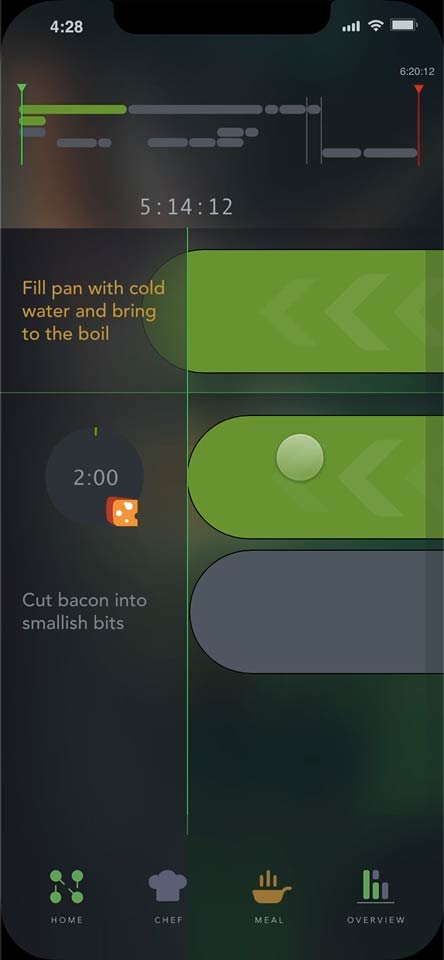 4:28
6:20:12
5:14:12
Fill pan with cold
water and bring
to the boil
2:00
Cut bacon into
smallish bits
HOME CHEF MEAL OVERVIEW